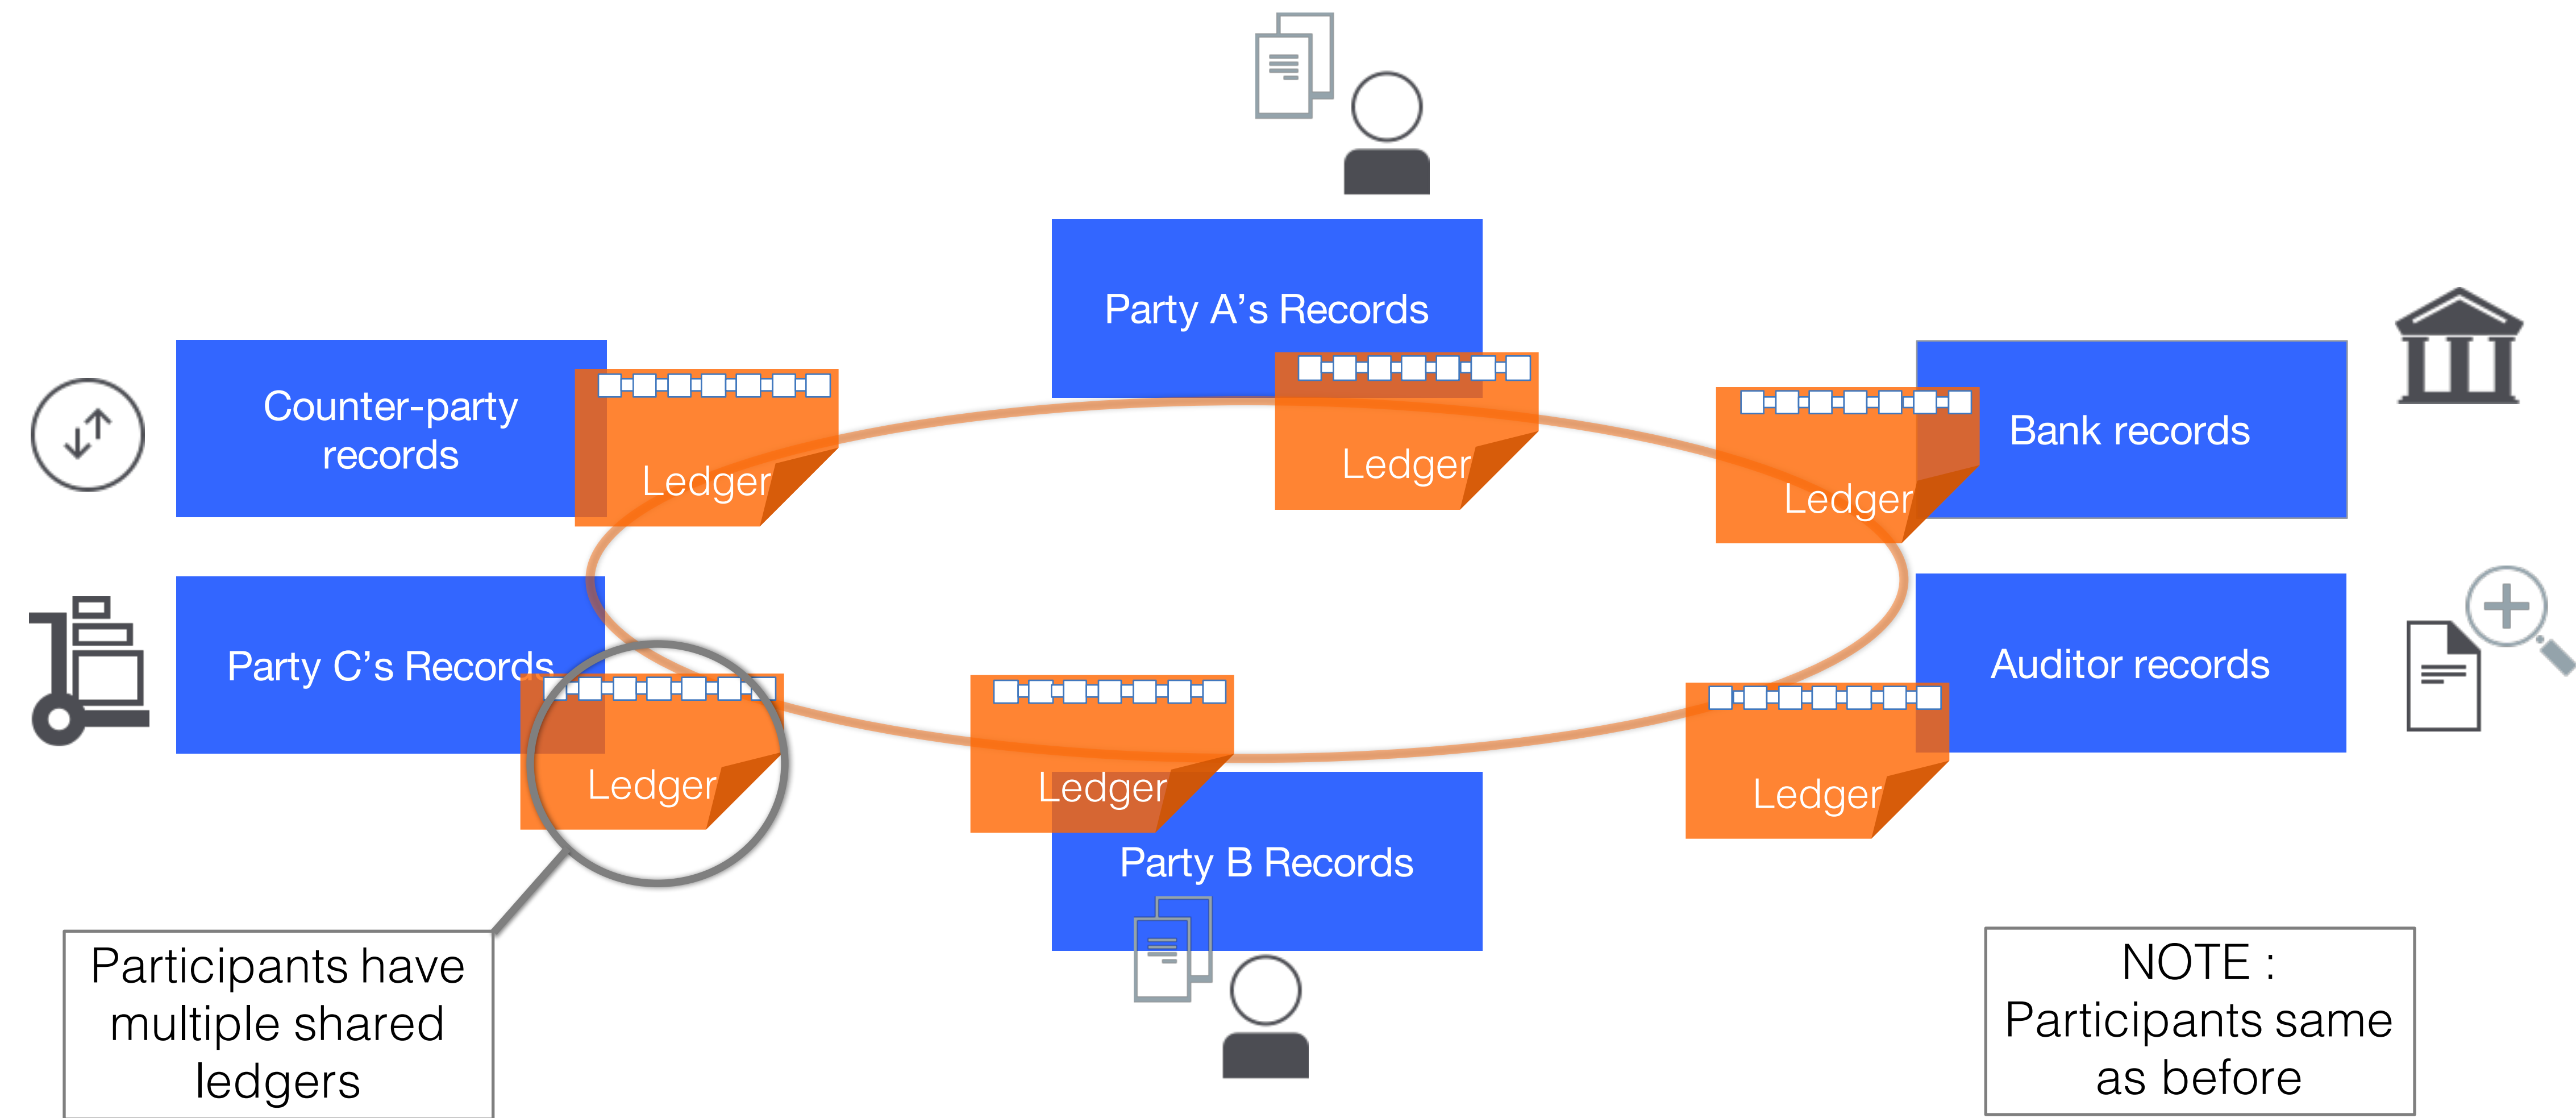 Party A’s Records
Ledger
Counter-party
records
Ledger
Bank records
Ledger
Party C’s Records
Ledger
Auditor records
Ledger
Ledger
Party B Records
Participants have
multiple shared
ledgers
NOTE :
Participants same
as before